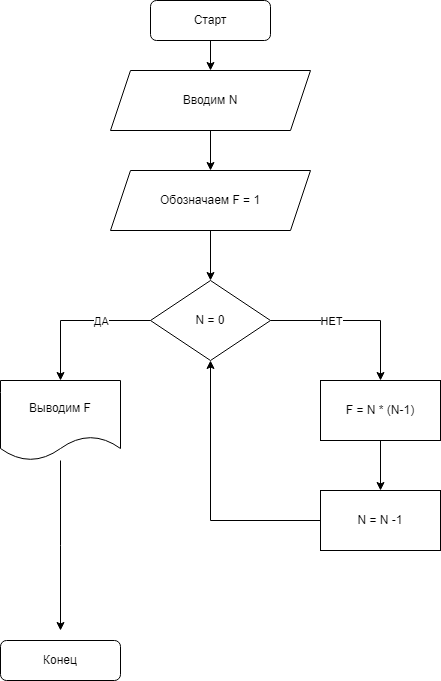 Старт
Вводим N
Обозначаем F = 1
N = 0
ДА
НЕТ
Выводим F
F = N * (N-1)
N = N -1
Конец